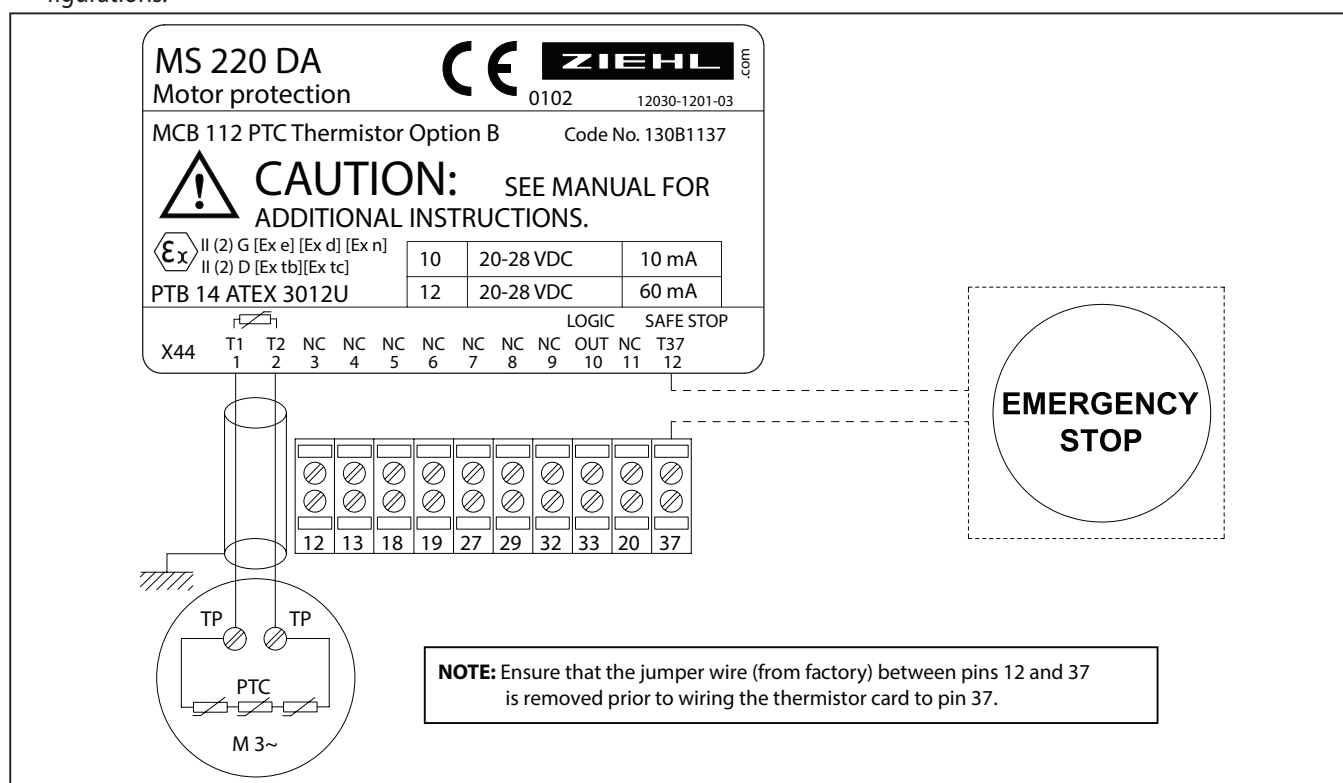 figurations.
MS 220 DA
Motor protection
CE 0102
ZIEHL .com
12030-1201-03
MCB 112 PTC Thermistor Option B Code No. 130B1137
! CAUTION: SEE MANUAL FOR
ADDITIONAL INSTRUCTIONS.
Ex II (2) G [Ex e] [Ex d] [Ex n]
II (2) D [Ex tb][Ex tc]
PTB 14 ATEX 3012U
10 20-28 VDC 10 mA
12 20-28 VDC 60 mA
LOGIC SAFE STOP
X44 T1 T2 NC NC NC NC NC NC NC OUT NC T37
1 2 3 4 5 6 7 8 9 10 11 12
EMERGENCY
STOP
12 13 18 19 27 29 32 33 20 37
TP TP
PTC
M 3~
NOTE: Ensure that the jumper wire (from factory) between pins 12 and 37
is removed prior to wiring the thermistor card to pin 37.